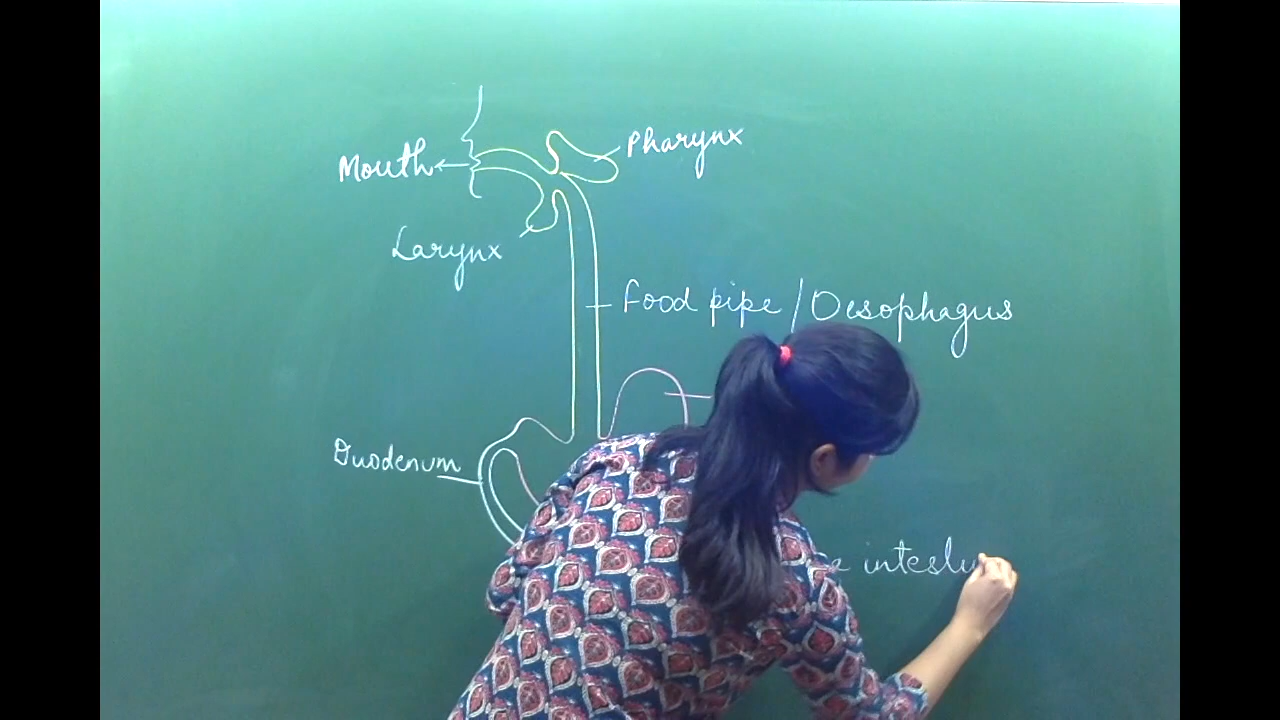 Pharynx
Mouth
Larynx
Food pipe / Oesophagus
Duodenum